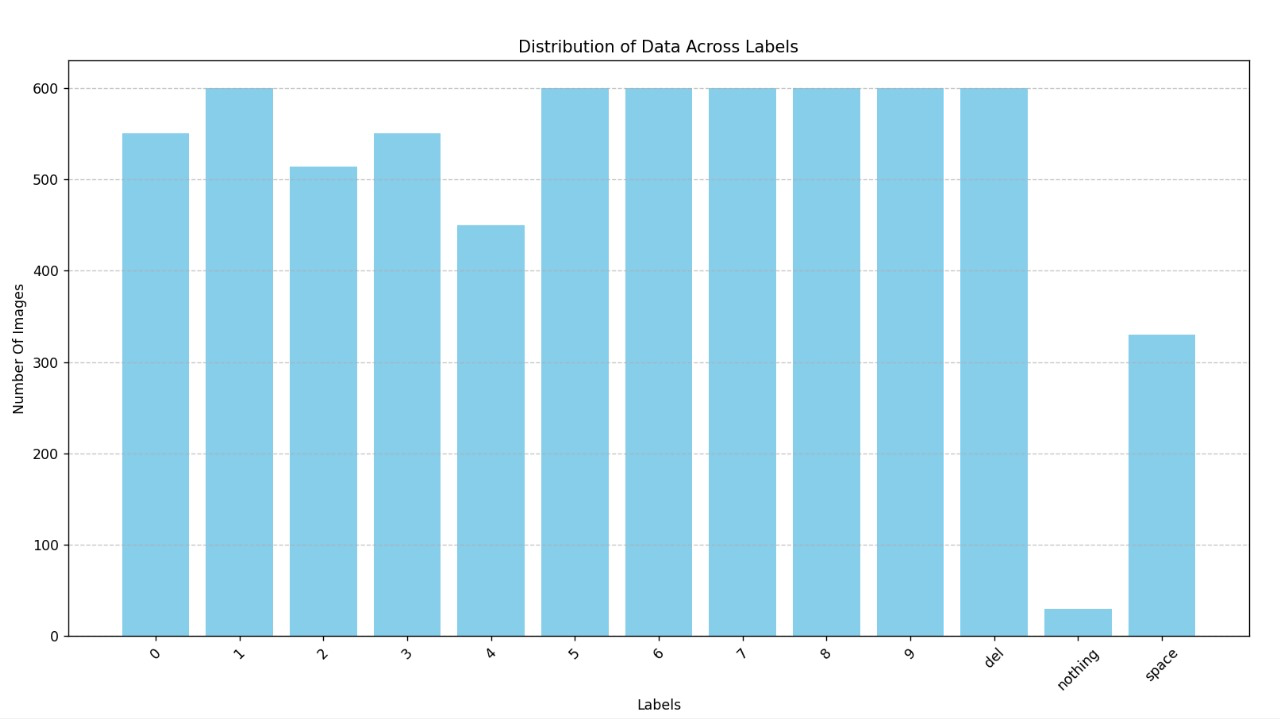 Distribution of Data Across Labels
600
500
400
300
200
100
0
Number Of Images
0 1 2 3 4 5 6 7 8 9 del nothing space
Labels